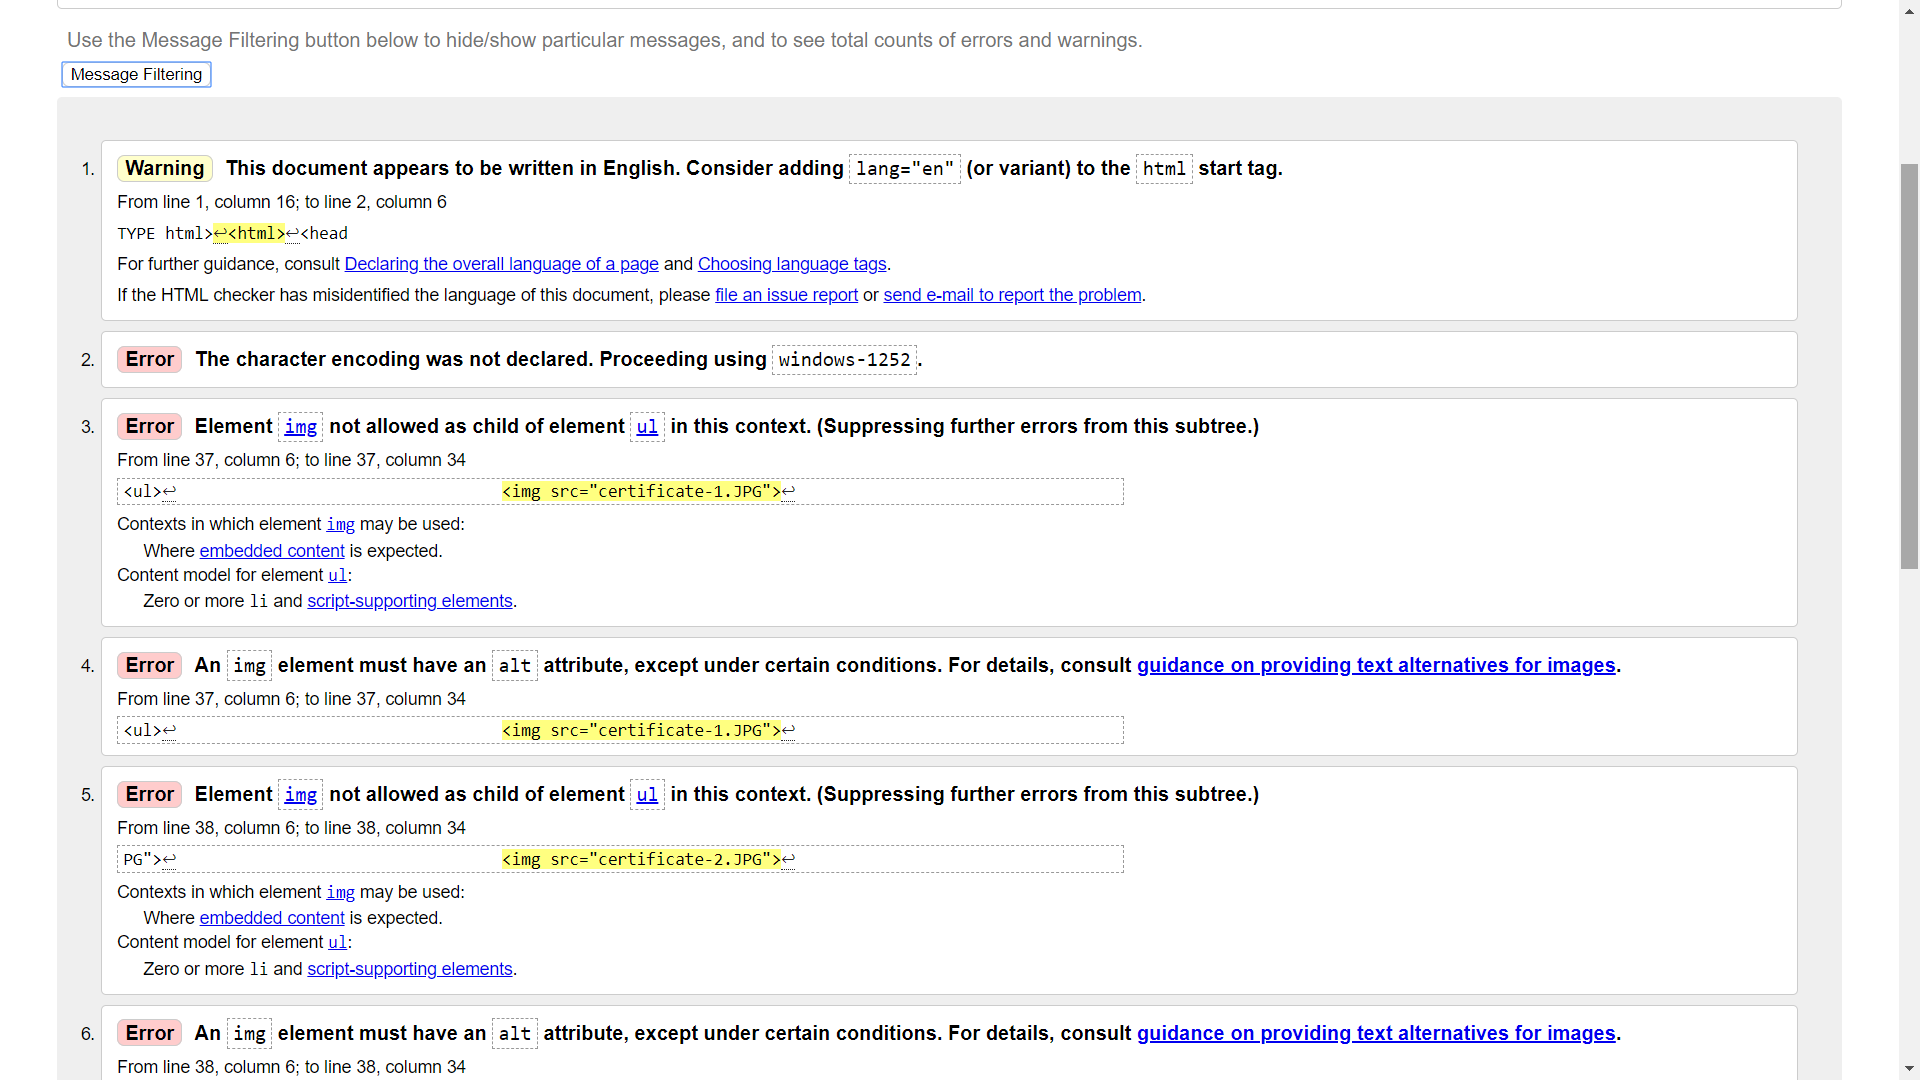 Use the Message Filtering button below to hide/show particular messages, and to see total counts of errors and warnings.
Message Filtering
1. Warning This document appears to be written in English. Consider adding lang="en" (or variant) to the html start tag.
From line 1, column 16; to line 2, column 6
TYPE html>↩<html>↩<head
For further guidance, consult Declaring the overall language of a page and Choosing language tags.
If the HTML checker has misidentified the language of this document, please file an issue report or send e-mail to report the problem.
2. Error The character encoding was not declared. Proceeding using windows-1252.
3. Error Element img not allowed as child of element ul in this context. (Suppressing further errors from this subtree.)
From line 37, column 6; to line 37, column 34
<ul>↩ <img src="certificate-1.JPG">↩
Contexts in which element img may be used:
Where embedded content is expected.
Content model for element ul:
Zero or more li and script-supporting elements.
4. Error An img element must have an alt attribute, except under certain conditions. For details, consult guidance on providing text alternatives for images.
From line 37, column 6; to line 37, column 34
<ul>↩ <img src="certificate-1.JPG">↩
5. Error Element img not allowed as child of element ul in this context. (Suppressing further errors from this subtree.)
From line 38, column 6; to line 38, column 34
PG">↩ <img src="certificate-2.JPG">↩
Contexts in which element img may be used:
Where embedded content is expected.
Content model for element ul:
Zero or more li and script-supporting elements.
6. Error An img element must have an alt attribute, except under certain conditions. For details, consult guidance on providing text alternatives for images.
From line 38, column 6; to line 38, column 34